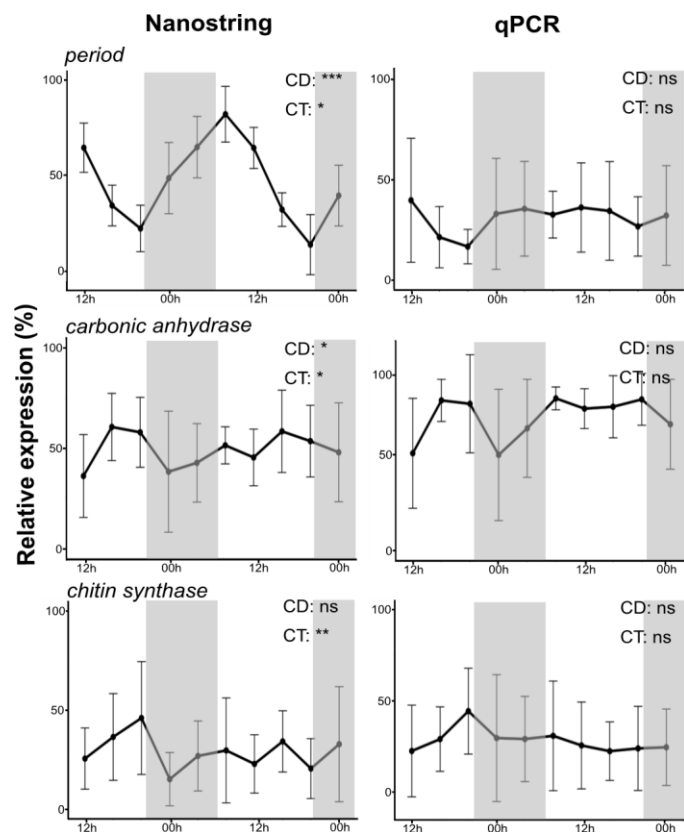 Nanostring
qPCR
Relative expression (%)
period
CD: ***
CT: *
100
50
0
12h
00h
12h
00h
CD: ns
CT: ns
100
50
0
12h
00h
12h
00h
carbonic anhydrase
CD: *
CT: *
100
50
0
12h
00h
12h
00h
CD: ns
CT: ns
100
50
0
12h
00h
12h
00h
chitin synthase
CD: ns
CT: **
100
50
0
12h
00h
12h
00h
CD: ns
CT: ns
100
50
0
12h
00h
12h
00h